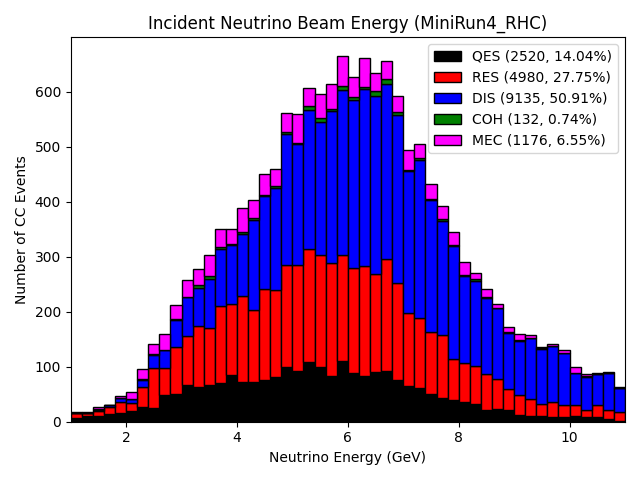 Incident Neutrino Beam Energy (MiniRun4_RHC)
QES (2520, 14.04%)
RES (4980, 27.75%)
DIS (9135, 50.91%)
COH (132, 0.74%)
MEC (1176, 6.55%)
Number of CC Events
600
500
400
300
200
100
0
2 4 6 8 10
Neutrino Energy (GeV)